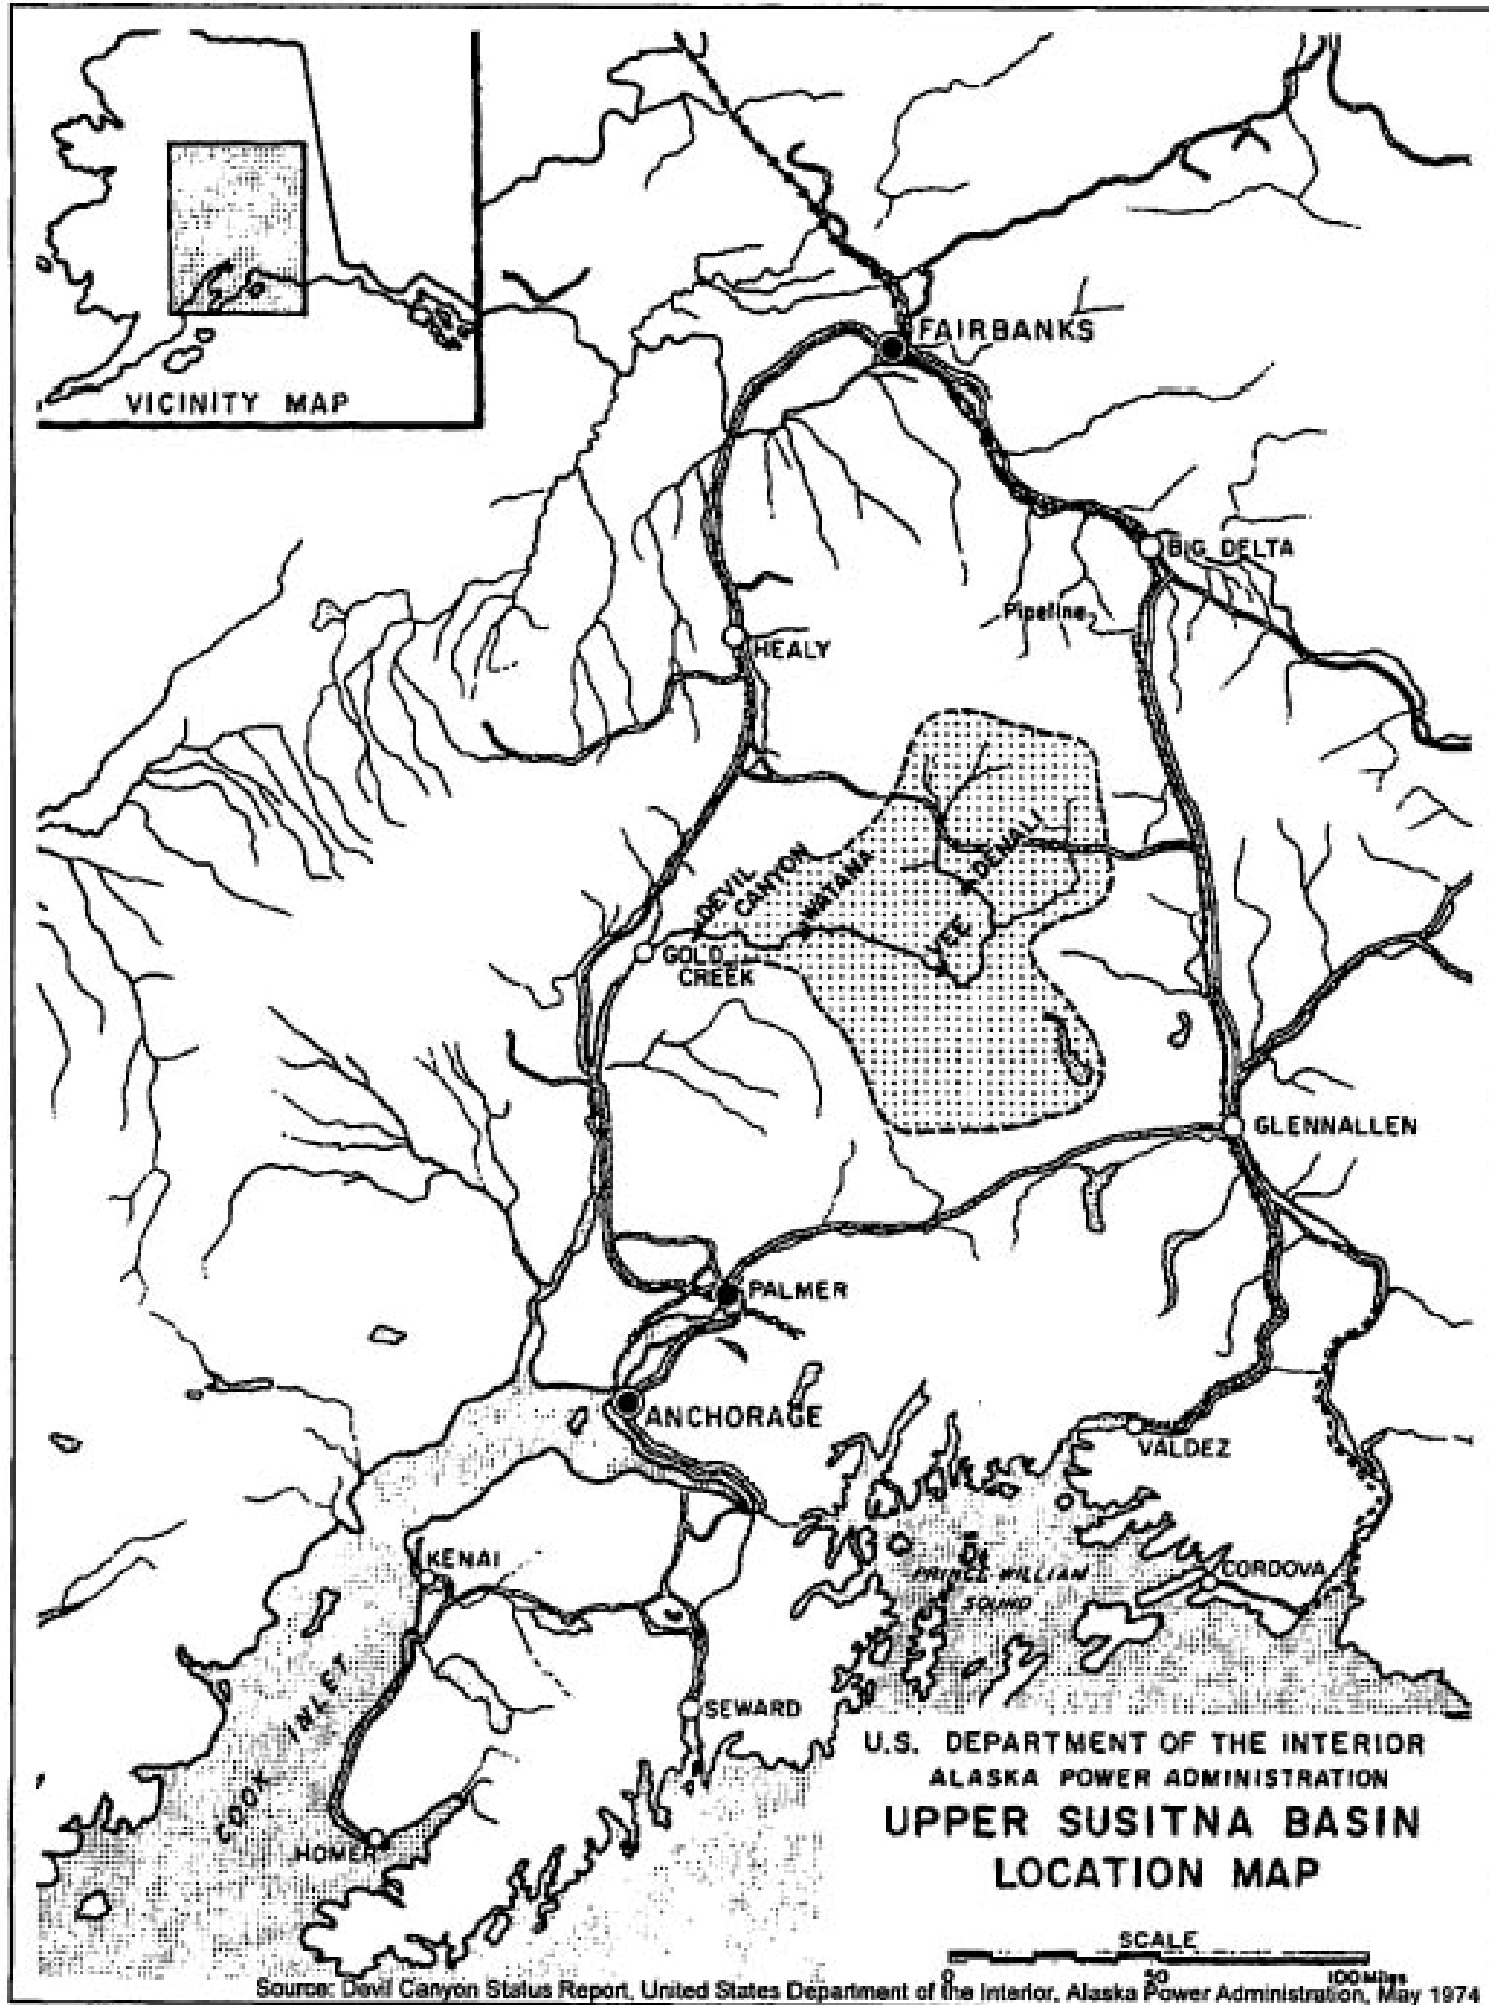 VICINITY MAP
FAIRBANKS
BIG DELTA
Pipeline
HEALY
DEVIL
CANYON
WATANA
VEE
DENALI
GOLD
CREEK
GLENNALLEN
PALMER
ANCHORAGE
VALDEZ
KENAI
PRINCE WILLIAM
SOUND
CORDOVA
COOK INLET
SEWARD
HOMER
U.S. DEPARTMENT OF THE INTERIOR
ALASKA POWER ADMINISTRATION
UPPER SUSITNA BASIN
LOCATION MAP
SCALE
0 50 100 Miles
Source: Devil Canyon Status Report, United States Department of the Interior, Alaska Power Administration, May 1974